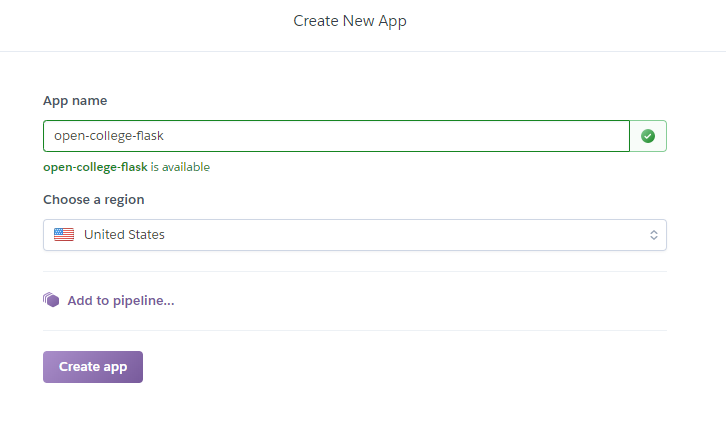 Create New App
App name
open-college-flask
open-college-flask is available
Choose a region
United States
Add to pipeline...
Create app